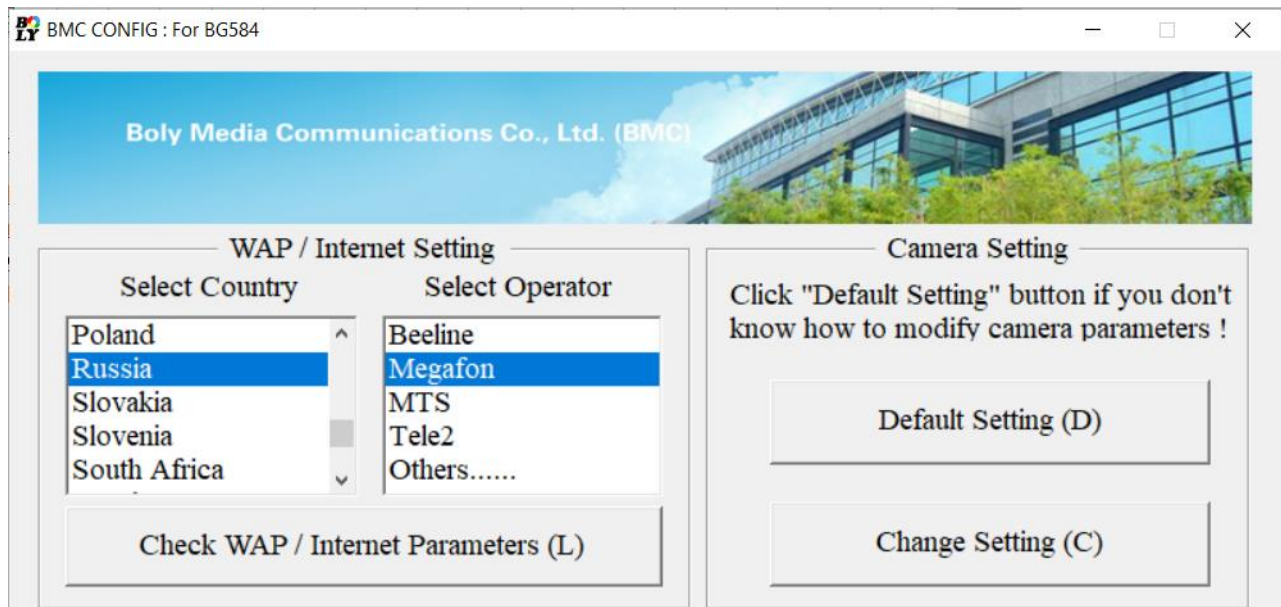 BOLY BMC CONFIG : For BG584
Boly Media Communications Co., Ltd. (BMC)
WAP / Internet Setting
Select Country
Select Operator
Poland
Russia
Slovakia
Slovenia
South Africa
Beeline
Megafon
MTS
Tele2
Others......
Check WAP / Internet Parameters (L)
Camera Setting
Click "Default Setting" button if you don't
know how to modify camera parameters !
Default Setting (D)
Change Setting (C)